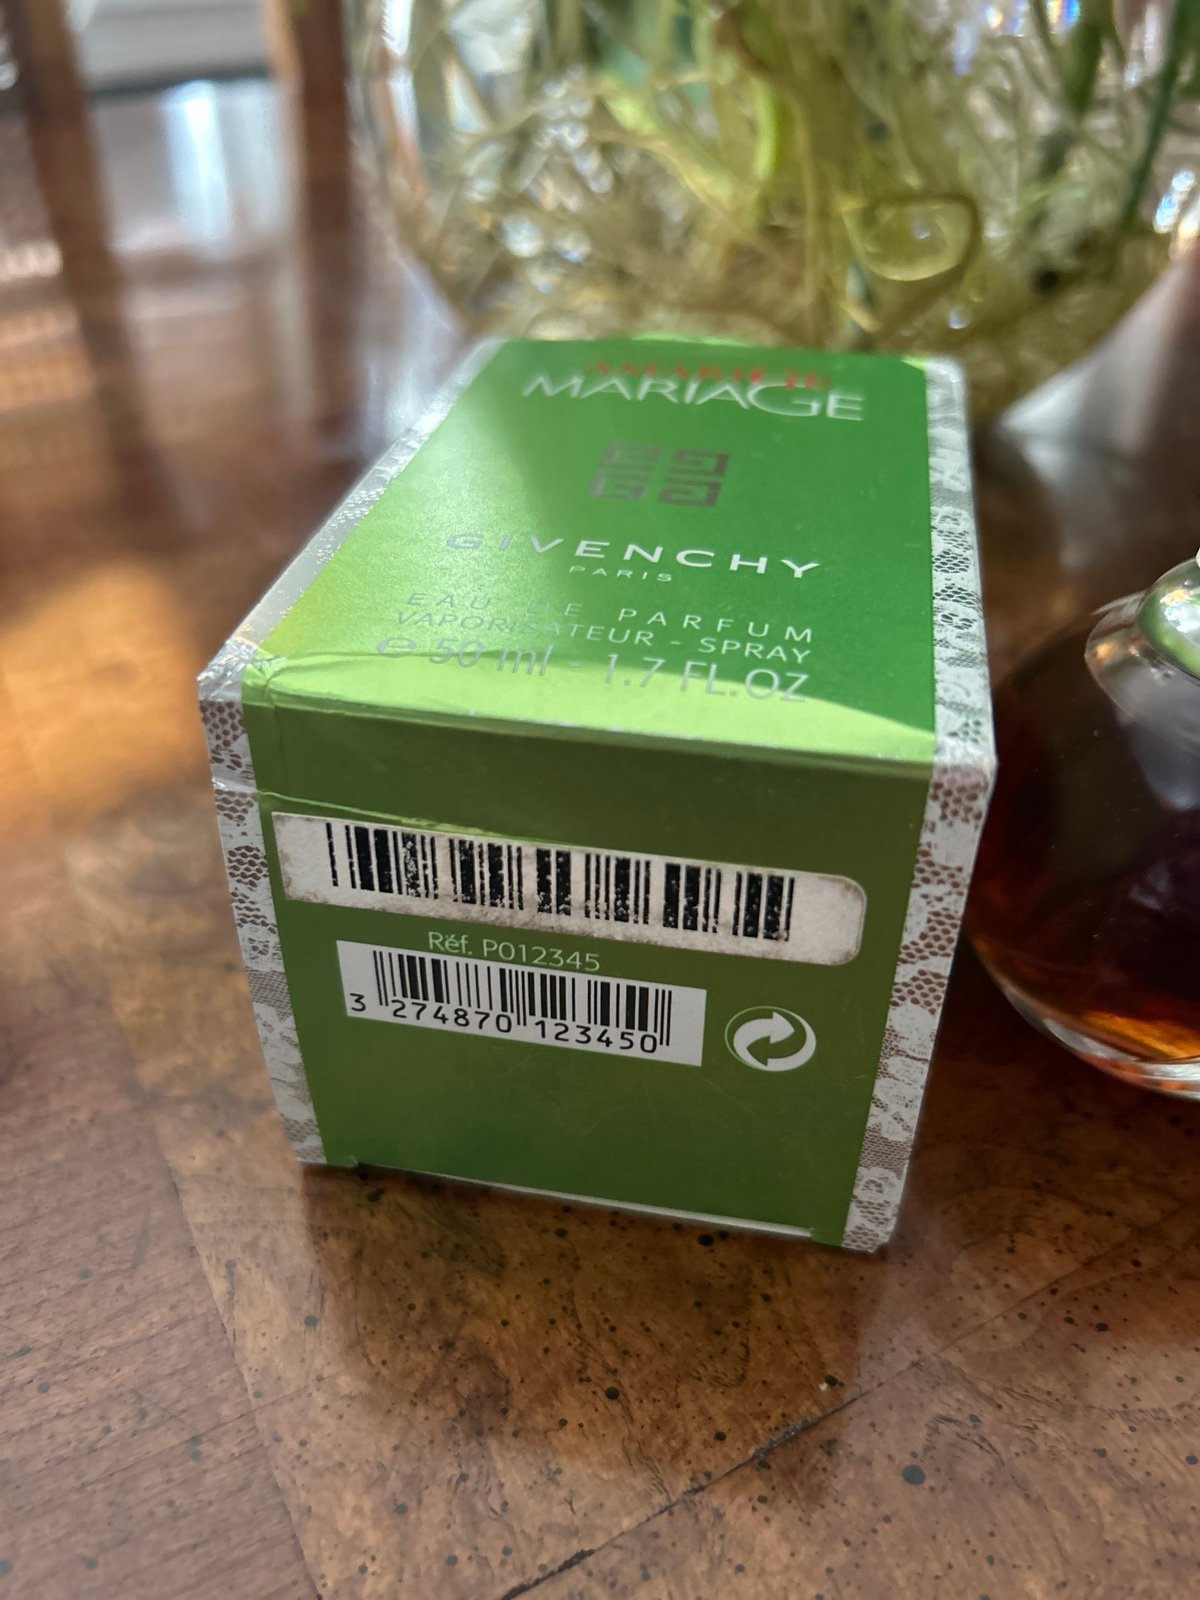 AMARIGE
MARIAGE
GIVENCHY
PARIS
EAU DE PARFUM
VAPORISATEUR - SPRAY
℮ 50 ml - 1.7 FL.OZ
Réf. P012345
3 274870 123450